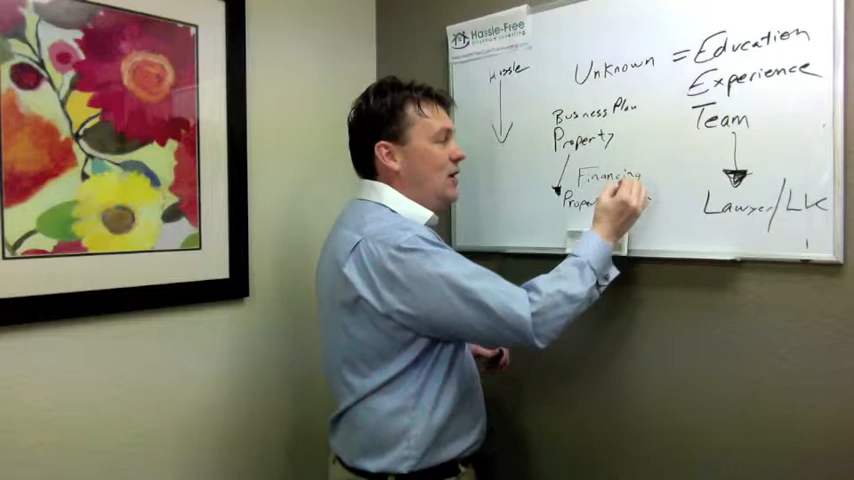 Hassle-Free
Hassle
Unknown = Education
Experience
Team
Business Plan
Property
Financing
Lawyer/LLC